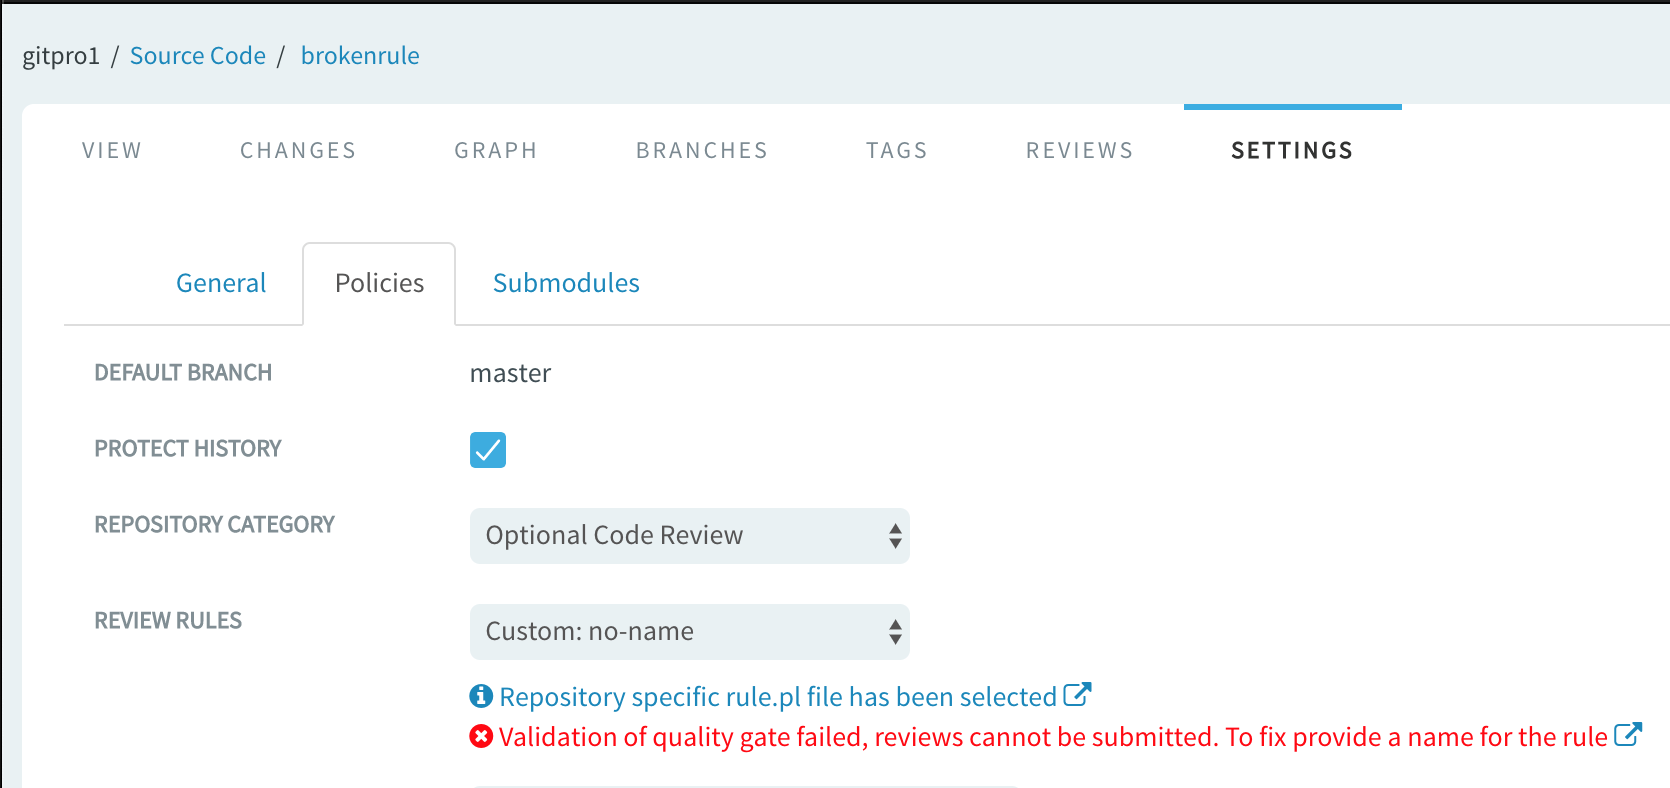 gitpro1 / Source Code / brokenrule
VIEW CHANGES GRAPH BRANCHES TAGS REVIEWS SETTINGS
General Policies Submodules
DEFAULT BRANCH master
PROTECT HISTORY
REPOSITORY CATEGORY Optional Code Review
REVIEW RULES Custom: no-name
Repository specific rule.pl file has been selected
Validation of quality gate failed, reviews cannot be submitted. To fix provide a name for the rule